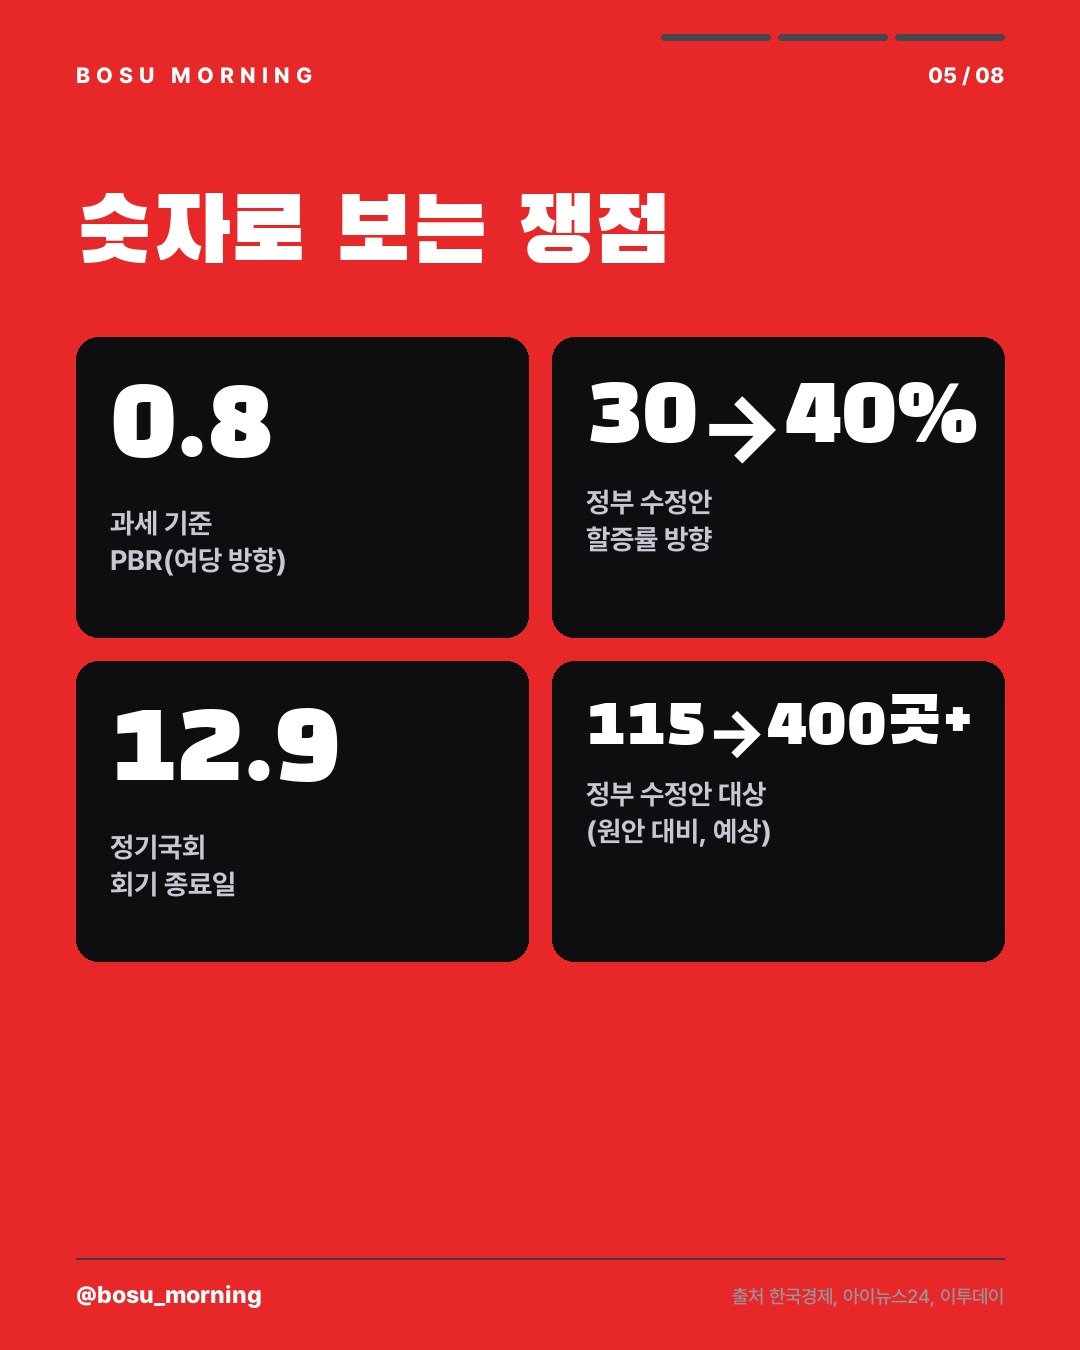 BOSU MORNING
05 / 08
숫자로 보는 쟁점
0.8
과세 기준
PBR(여당 방향)
30→40%
정부 수정안
할증률 방향
12.9
정기국회
회기 종료일
115→400곳+
정부 수정안 대상
(원안 대비, 예상)
@bosu_morning
출처 한국경제, 아이뉴스24, 이투데이